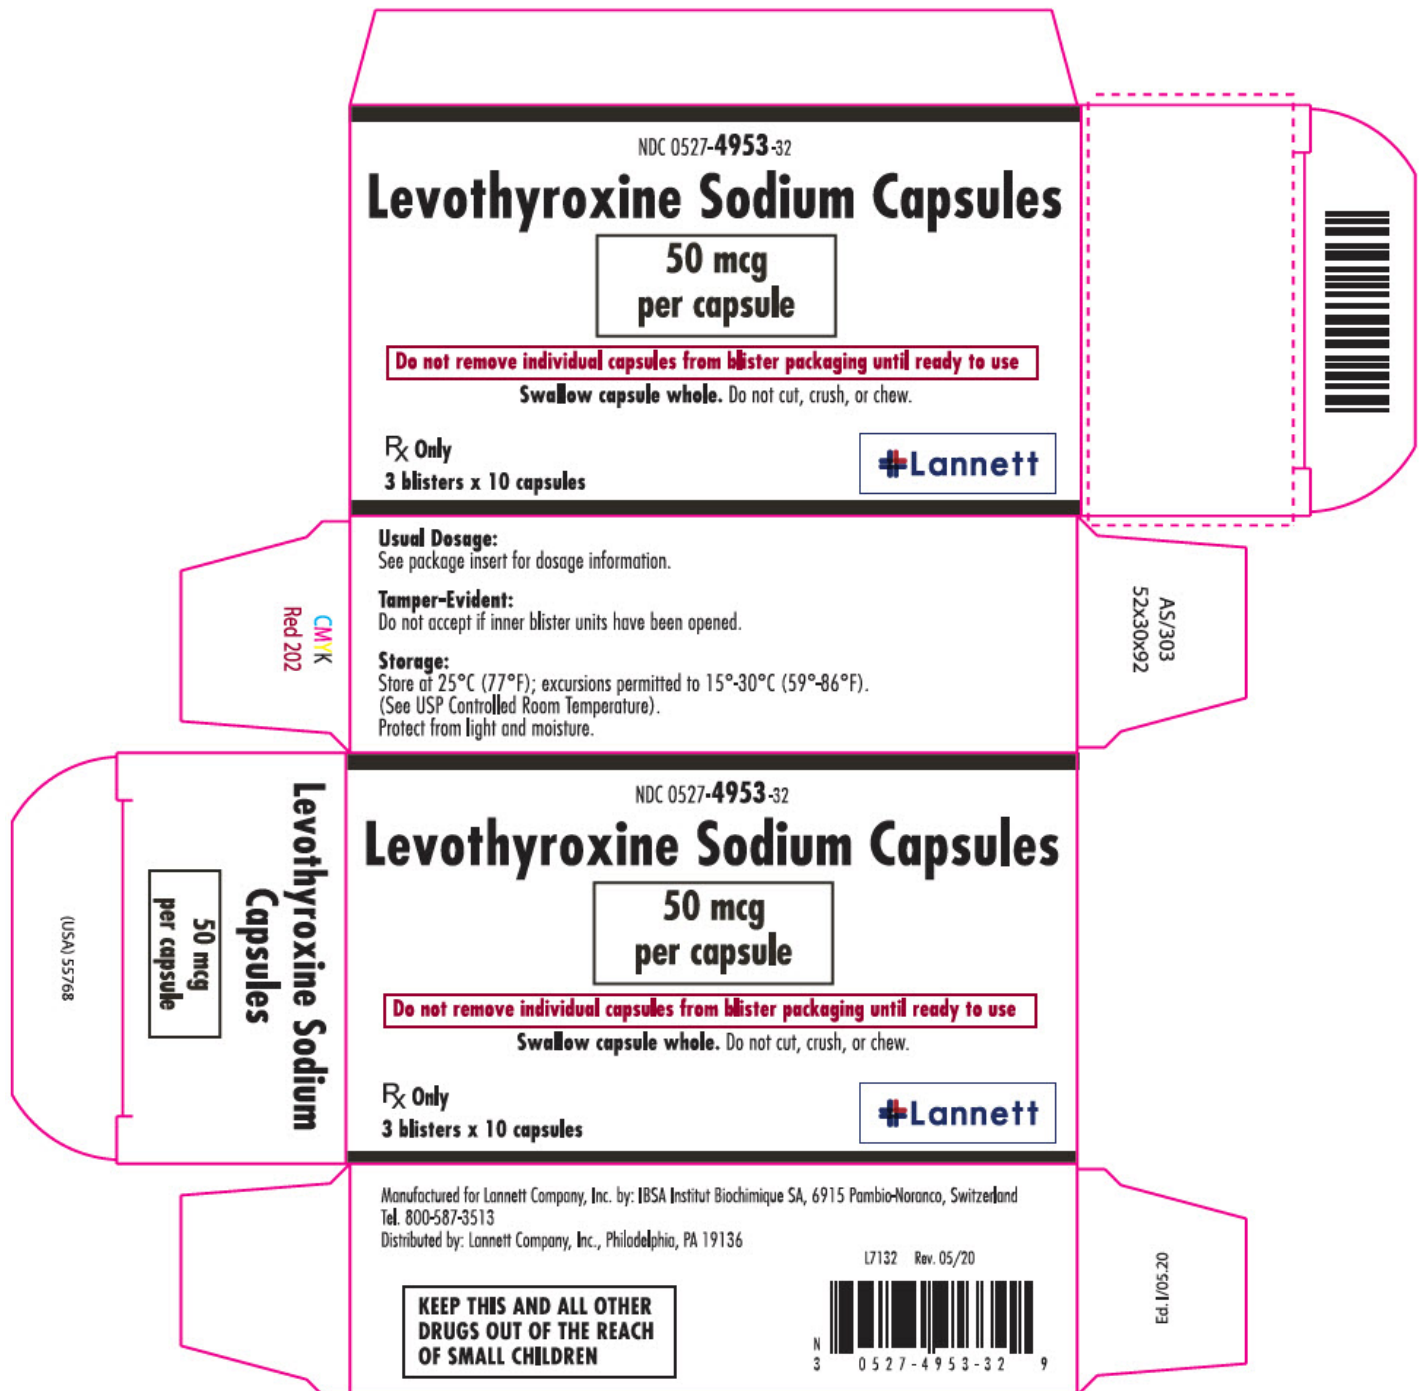 NDC 0527-4953-32
Levothyroxine Sodium Capsules
50 mcg
per capsule
Do not remove individual capsules from blister packaging until ready to use
Swallow capsule whole. Do not cut, crush, or chew.
Rx Only
3 blisters x 10 capsules
Lannett
Usual Dosage:
See package insert for dosage information.
Tamper-Evident:
Do not accept if inner blister units have been opened.
Storage:
Store at 25°C (77°F); excursions permitted to 15°-30°C (59°-86°F).
(See USP Controlled Room Temperature).
Protect from light and moisture.
CMYK
Red 202
AS/303
52x30x92
NDC 0527-4953-32
Levothyroxine Sodium Capsules
50 mcg
per capsule
Do not remove individual capsules from blister packaging until ready to use
Swallow capsule whole. Do not cut, crush, or chew.
Rx Only
3 blisters x 10 capsules
Lannett
Levothyroxine Sodium
Capsules
50 mcg
per capsule
(USA) 55768
Manufactured for Lannett Company, Inc. by: IBSA Institut Biochimique SA, 6915 Pambio-Noranco, Switzerland
Tel. 800-587-3513
Distributed by: Lannett Company, Inc., Philadelphia, PA 19136
KEEP THIS AND ALL OTHER
DRUGS OUT OF THE REACH
OF SMALL CHILDREN
L7132 Rev. 05/20
N
3 0527-4953-32 9
Ed.I/05.20